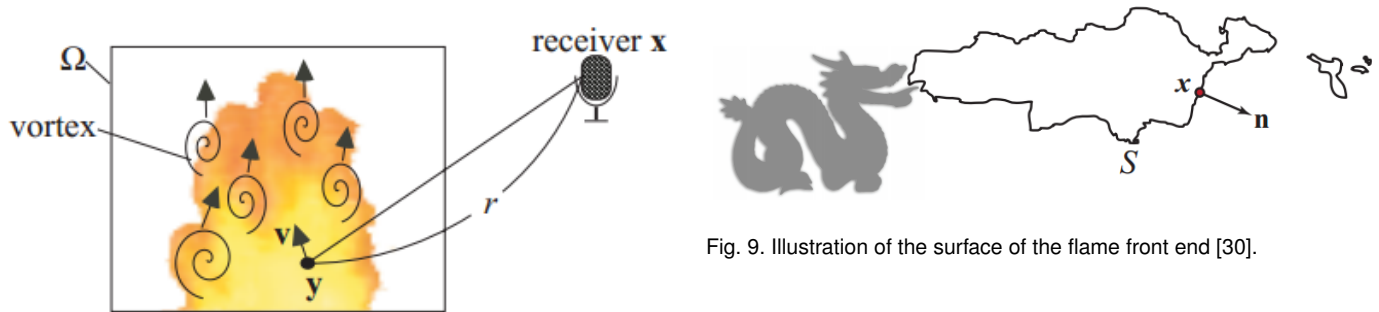 Ω
vortex
receiver x
v
y
r
x
n
S
Fig. 9. Illustration of the surface of the flame front end [30].